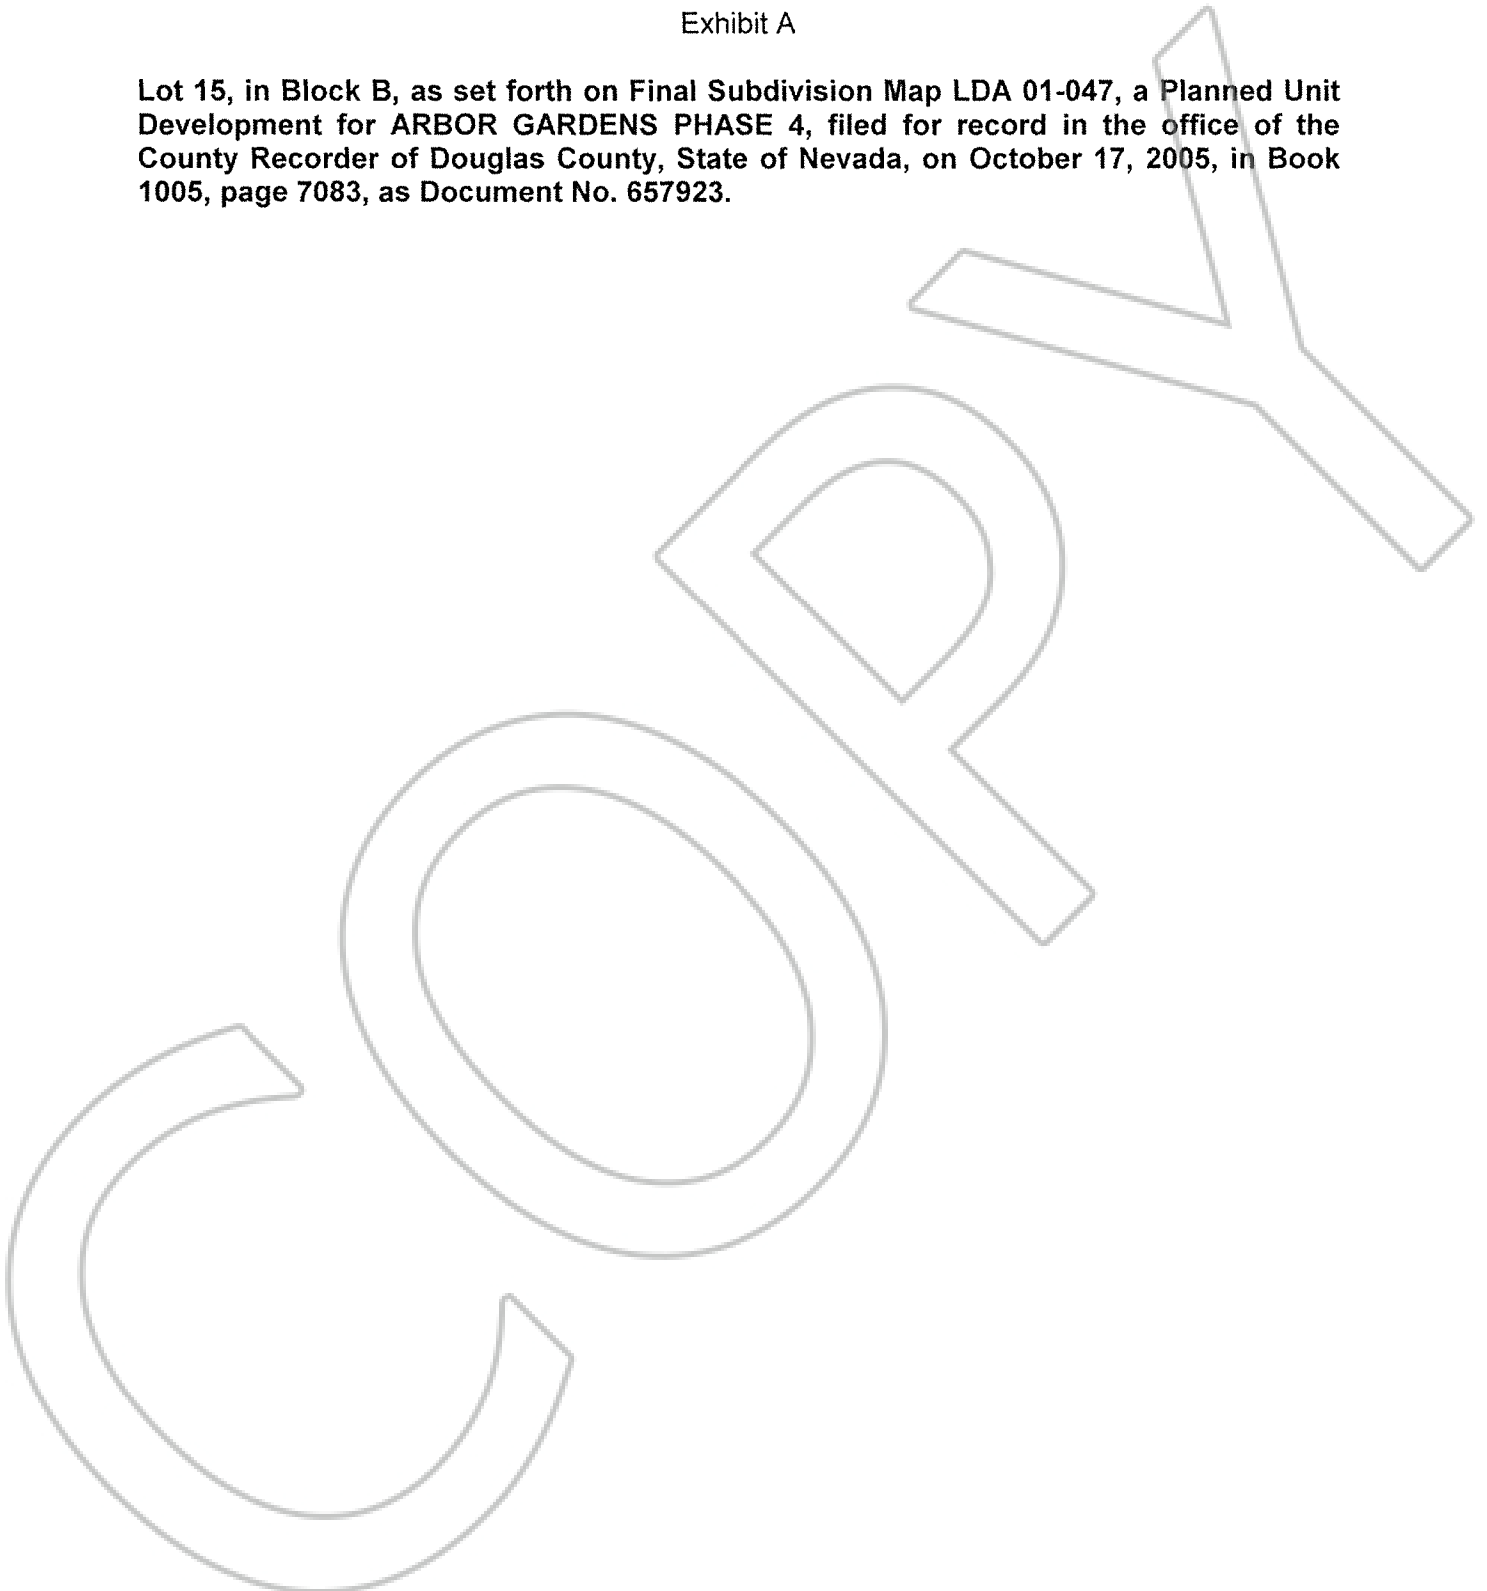 Exhibit A
Lot 15, in Block B, as set forth on Final Subdivision Map LDA 01-047, a Planned Unit
Development for ARBOR GARDENS PHASE 4, filed for record in the office of the
County Recorder of Douglas County, State of Nevada, on October 17, 2005, in Book
1005, page 7083, as Document No. 657923.
COPY